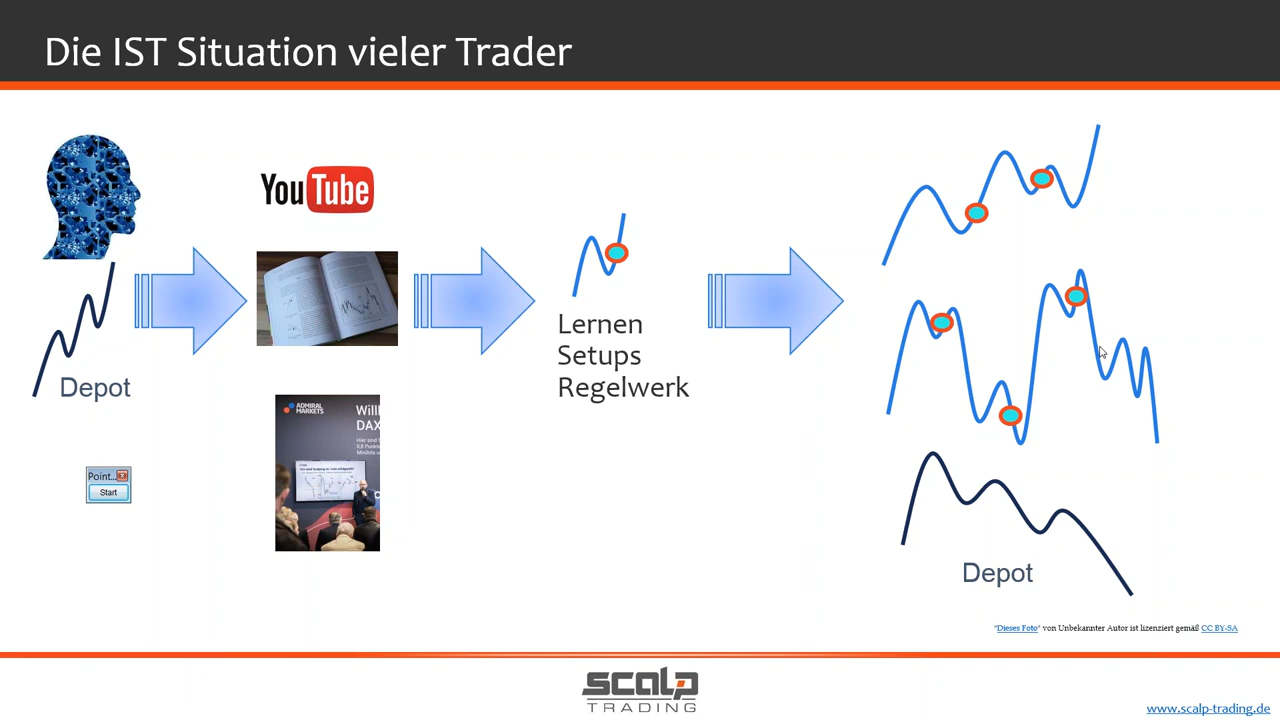 Die IST Situation vieler Trader
YouTube
Depot
Point...
Start
ADMIRAL
MARKETS
DAX
Lernen
Setups
Regelwerk
Depot
"Dieses Foto" von Unbekannter Autor ist lizenziert gemäß CC BY-SA
SCALP
TRADING
www.scalp-trading.de